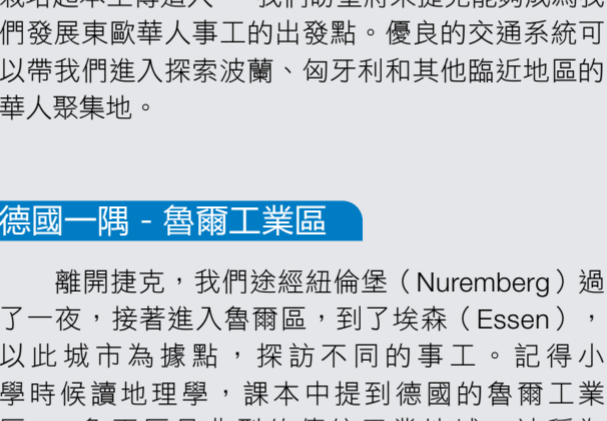 們發展東歐華人事工的出發點。優良的交通系統可
以帶我們進入探索波蘭、匈牙利和其他臨近地區的
華人聚集地。
德國一隅 - 魯爾工業區
離開捷克，我們途經紐倫堡（Nuremberg）過
了一夜，接著進入魯爾區，到了埃森（Essen），
以此城市為據點，探訪不同的事工。記得小
學時候讀地理學，課本中提到德國的魯爾工業